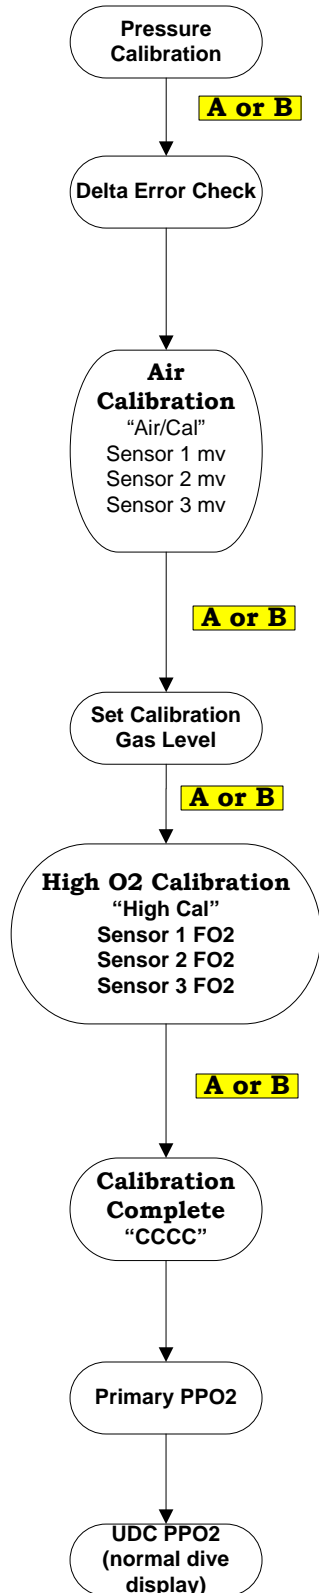 Pressure
Calibration
A or B
Delta Error Check
Air
Calibration
“Air/Cal”
Sensor 1 mv
Sensor 2 mv
Sensor 3 mv
A or B
Set Calibration
Gas Level
A or B
High O2 Calibration
“High Cal”
Sensor 1 FO2
Sensor 2 FO2
Sensor 3 FO2
A or B
Calibration
Complete
“CCCC”
Primary PPO2
UDC PPO2
(normal dive
display)